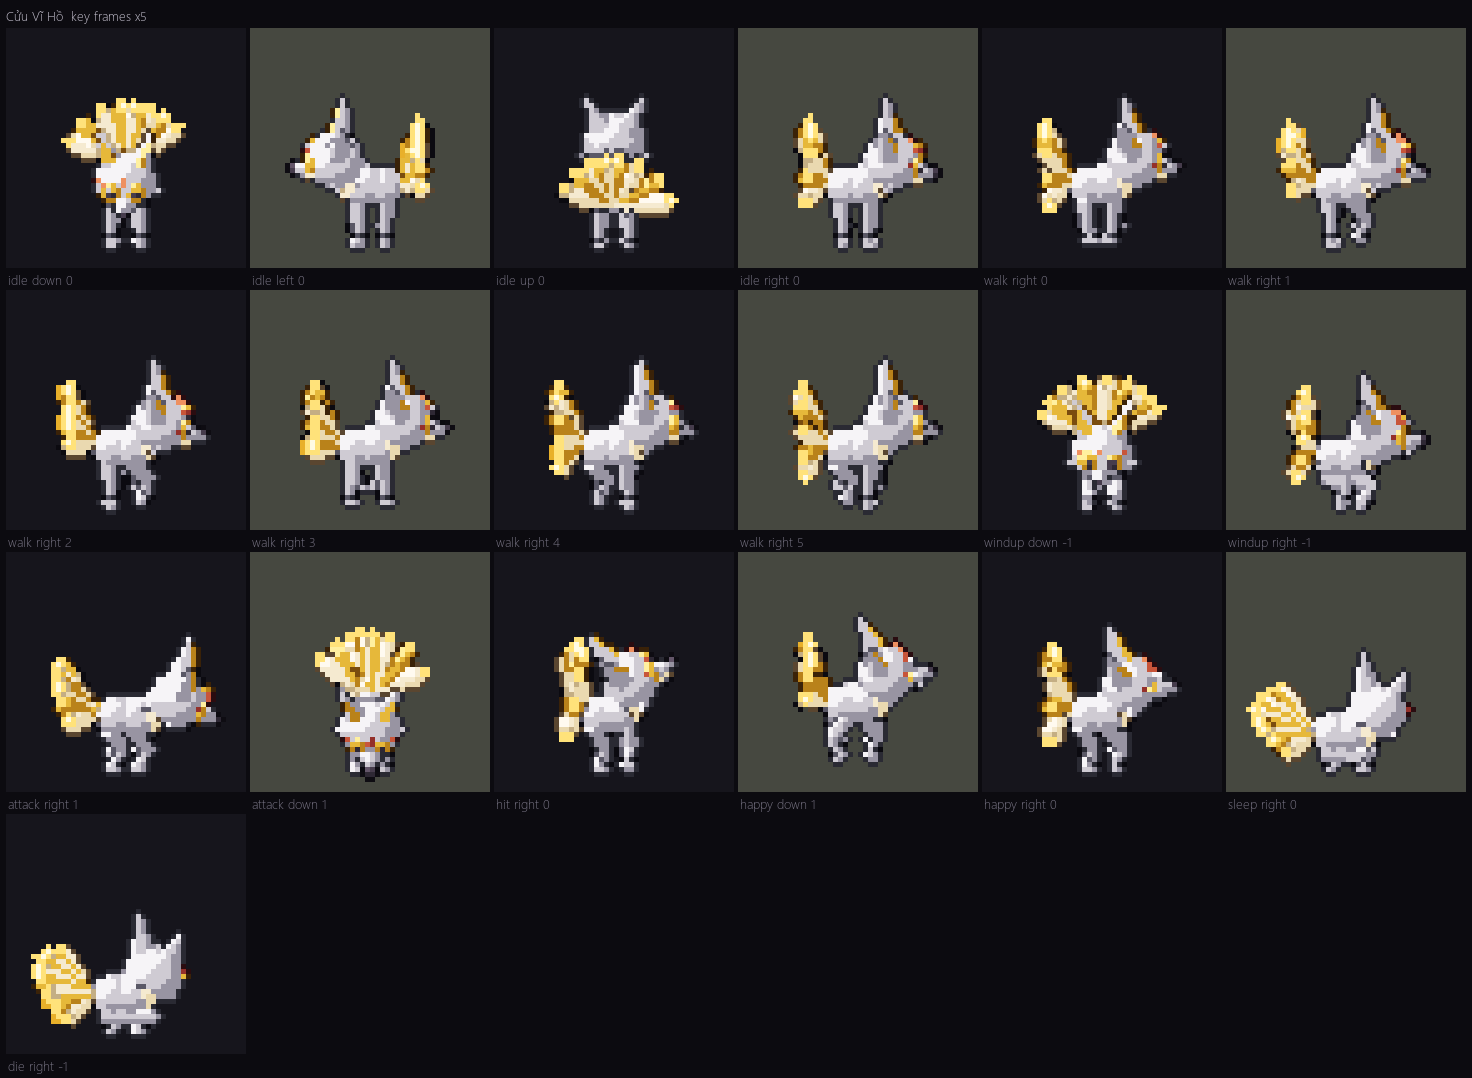 Cửu Vĩ Hồ key frames x5
idle down 0
idle left 0
idle up 0
idle right 0
walk right 0
walk right 1
walk right 2
walk right 3
walk right 4
walk right 5
windup down -1
windup right -1
attack right 1
attack down 1
hit right 0
happy down 1
happy right 0
sleep right 0
die right -1